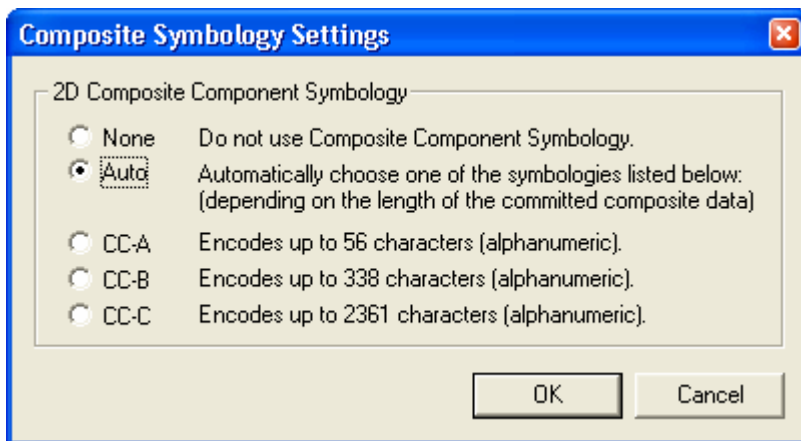 Composite Symbology Settings
2D Composite Component Symbology
None Do not use Composite Component Symbology.
Auto Automatically choose one of the symbologies listed below:
(depending on the length of the committed composite data)
CC-A Encodes up to 56 characters (alphanumeric).
CC-B Encodes up to 338 characters (alphanumeric).
CC-C Encodes up to 2361 characters (alphanumeric).
OK Cancel